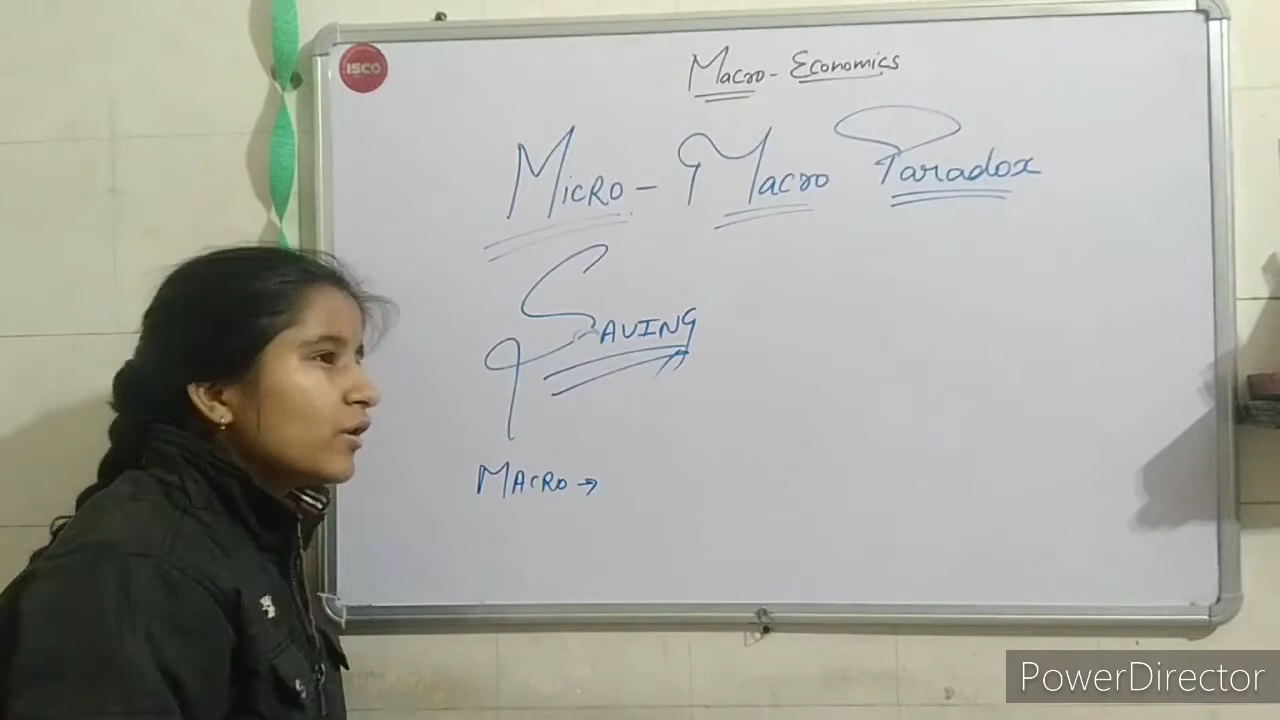 ISCO
Macro - Economics
MICRO - Macro Paradox
SAVING
MACRO →
PowerDirector